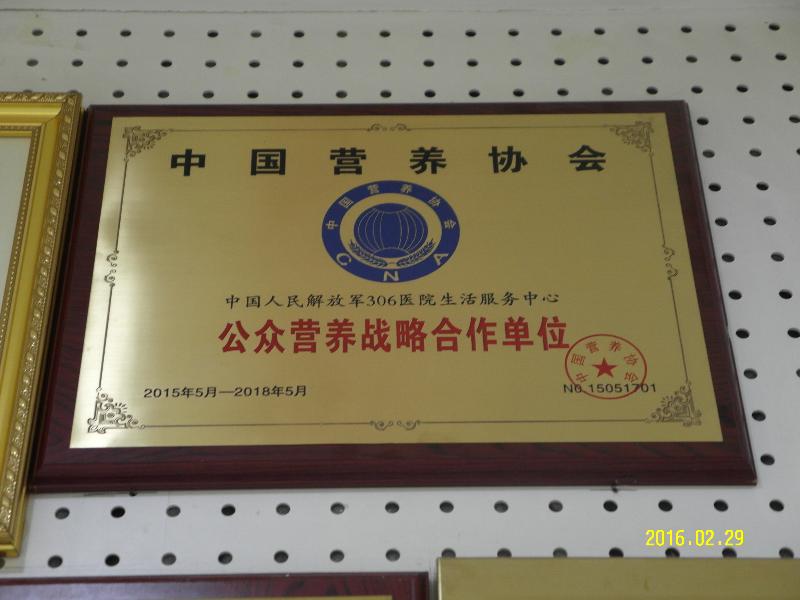 中国营养协会
中国营养协会
CNA
中国人民解放军306医院生活服务中心
公众营养战略合作单位
中国营养协会
2015年5月—2018年5月
No.15051701
2016.02.29